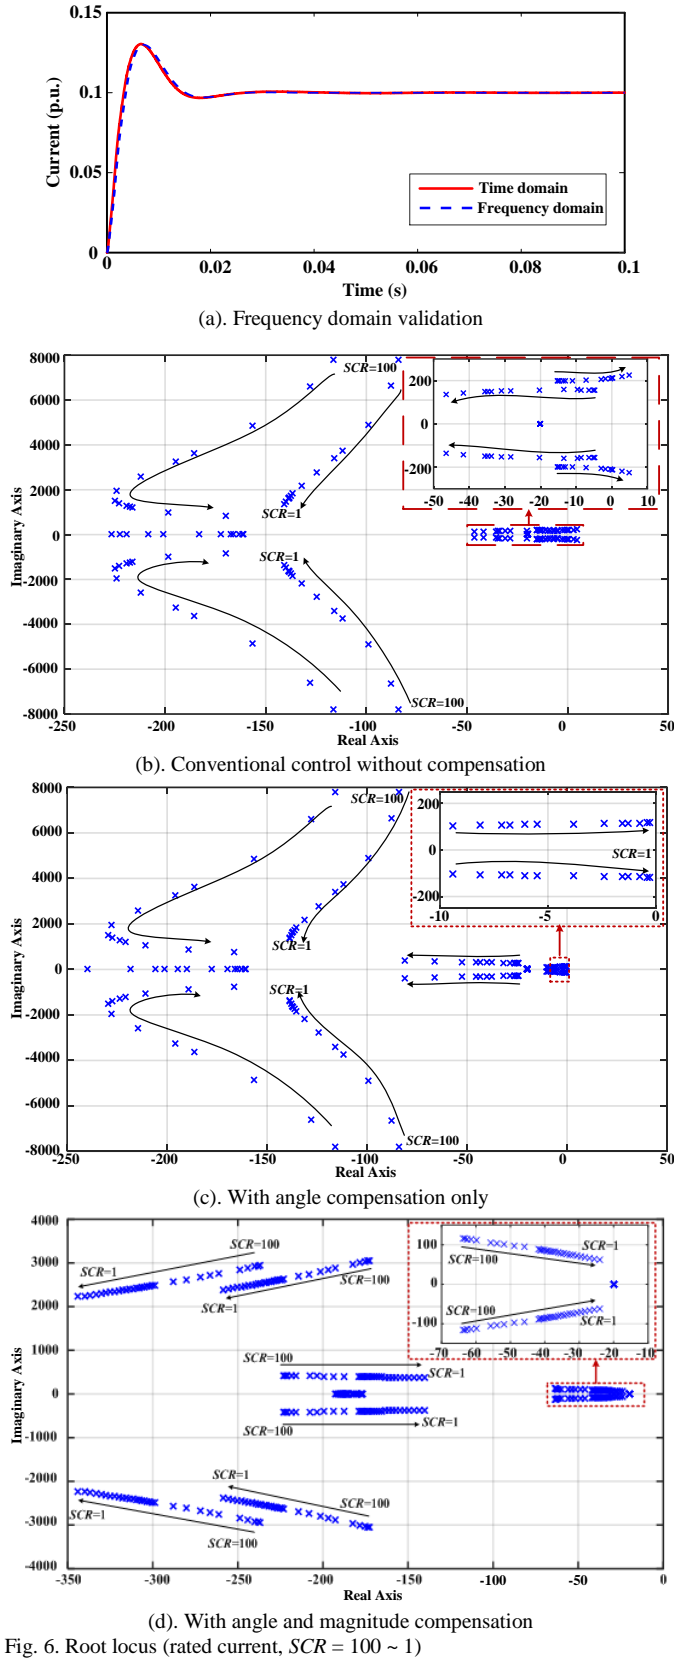 0.15
0.1
0.05
0
Current (p.u.)
Time domain
Frequency domain
0 0.02 0.04 0.06 0.08 0.1
Time (s)
(a). Frequency domain validation
8000
6000
4000
2000
0
-2000
-4000
-6000
-8000
Imaginary Axis
SCR=100
SCR=1
SCR=1
SCR=100
200
0
-200
-50 -40 -30 -20 -10 0 10
-250 -200 -150 -100 -50 0 50
Real Axis
(b). Conventional control without compensation
8000
6000
4000
2000
0
-2000
-4000
-6000
-8000
Imaginary Axis
SCR=100
SCR=1
SCR=1
SCR=100
200
0
-200
SCR=1
-10 -5 0
-250 -200 -150 -100 -50 0 50
Real Axis
(c). With angle compensation only
4000
3000
2000
1000
0
-1000
-2000
-3000
-4000
Imaginary Axis
SCR=100
SCR=1
SCR=100
SCR=1
SCR=100
SCR=1
SCR=100
SCR=1
SCR=1
SCR=100
SCR=1
SCR=100
100
0
-100
SCR=1
SCR=100
SCR=100
SCR=1
-70 -60 -50 -40 -30 -20 -10
-350 -300 -250 -200 -150 -100 -50 0
Real Axis
(d). With angle and magnitude compensation
Fig. 6. Root locus (rated current, SCR = 100 ~ 1)